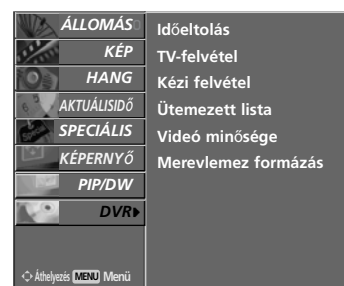 ÁLLOMÁS
KÉP
HANG
AKTUÁLISIDŐ
SPECIÁLIS
KÉPERNYŐ
PIP/DW
DVR
Időeltolás
TV-felvétel
Kézi felvétel
Ütemezett lista
Videó minősége
Merevlemez formázás
Áthelyezés MENU Menü